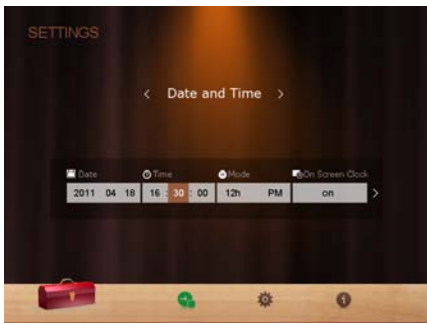 SETTINGS
< Date and Time >
Date Time Mode On Screen Clock
2011 04 18 16 : 30 : 00 12h PM on >
1